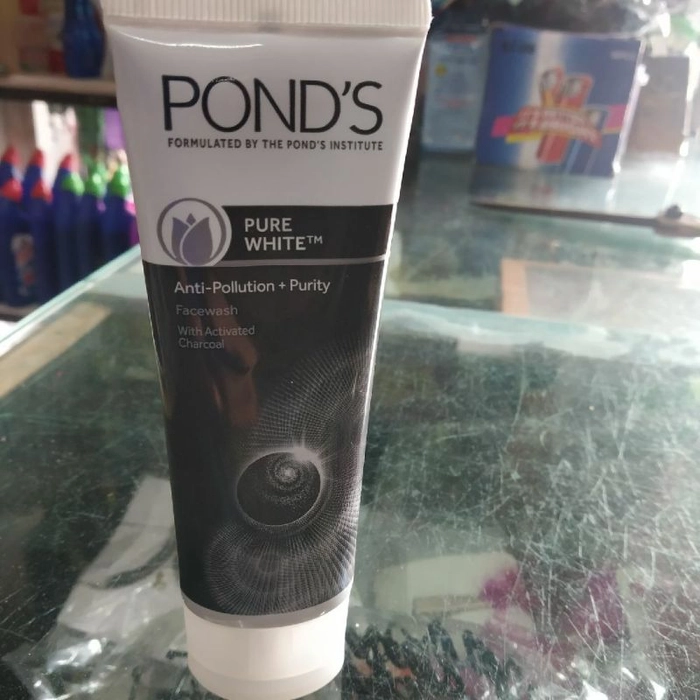 POND'S
FORMULATED BY THE POND'S INSTITUTE
PURE
WHITE™
Anti-Pollution + Purity
Facewash
With Activated
Charcoal